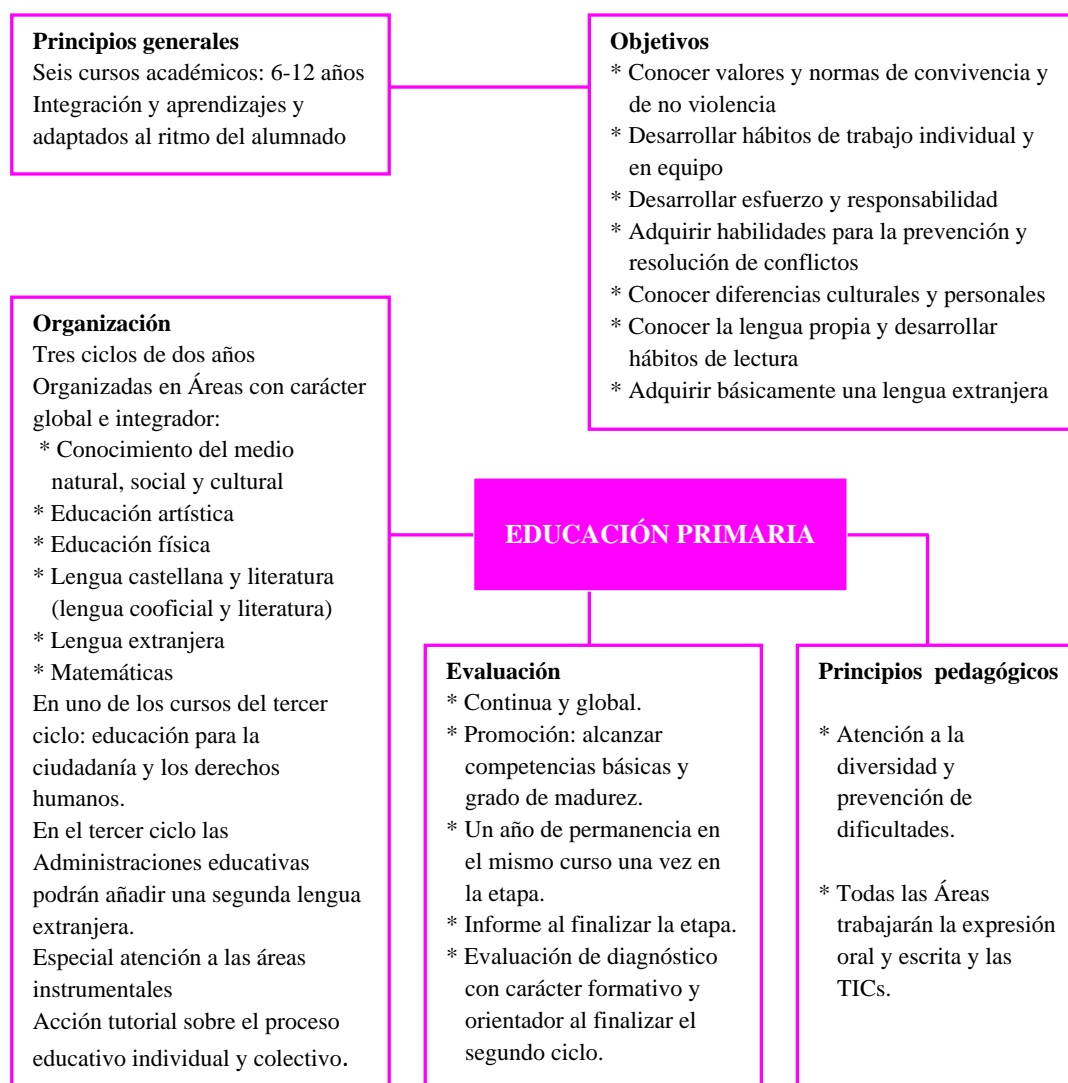 Principios generales
Seis cursos académicos: 6-12 años
Integración y aprendizajes y
adaptados al ritmo del alumnado
Objetivos
* Conocer valores y normas de convivencia y
de no violencia
* Desarrollar hábitos de trabajo individual y
en equipo
* Desarrollar esfuerzo y responsabilidad
* Adquirir habilidades para la prevención y
resolución de conflictos
* Conocer diferencias culturales y personales
* Conocer la lengua propia y desarrollar
hábitos de lectura
* Adquirir básicamente una lengua extranjera
Organización
Tres ciclos de dos años
Organizadas en Áreas con carácter
global e integrador:
* Conocimiento del medio
natural, social y cultural
* Educación artística
* Educación física
* Lengua castellana y literatura
(lengua cooficial y literatura)
* Lengua extranjera
* Matemáticas
En uno de los cursos del tercer
ciclo: educación para la
ciudadanía y los derechos
humanos.
En el tercer ciclo las
Administraciones educativas
podrán añadir una segunda lengua
extranjera.
Especial atención a las áreas
instrumentales
Acción tutorial sobre el proceso
educativo individual y colectivo.
EDUCACIÓN PRIMARIA
Evaluación
* Continua y global.
* Promoción: alcanzar
competencias básicas y
grado de madurez.
* Un año de permanencia en
el mismo curso una vez en
la etapa.
* Informe al finalizar la etapa.
* Evaluación de diagnóstico
con carácter formativo y
orientador al finalizar el
segundo ciclo.
Principios pedagógicos
* Atención a la
diversidad y
prevención de
dificultades.
* Todas las Áreas
trabajarán la expresión
oral y escrita y las
TICs.